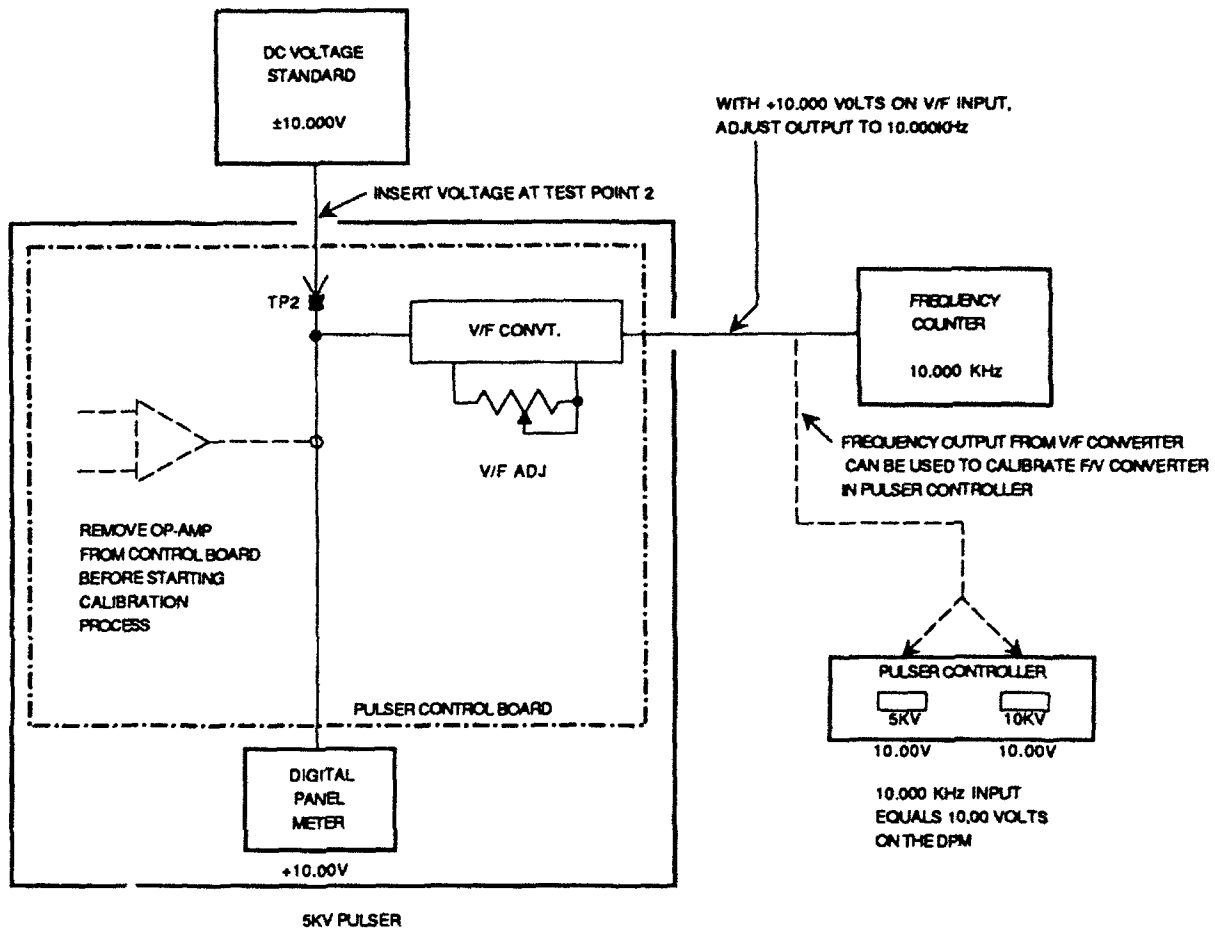 DC VOLTAGE
STANDARD
±10.000V
WITH +10.000 VOLTS ON V/F INPUT,
ADJUST OUTPUT TO 10.000KHz
INSERT VOLTAGE AT TEST POINT 2
TP2
V/F CONVT.
FREQUENCY
COUNTER
10.000 KHz
V/F ADJ
FREQUENCY OUTPUT FROM V/F CONVERTER
CAN BE USED TO CALIBRATE F/V CONVERTER
IN PULSER CONTROLLER
REMOVE OP-AMP
FROM CONTROL BOARD
BEFORE STARTING
CALIBRATION
PROCESS
PULSER CONTROL BOARD
PULSER CONTROLLER
5KV 10KV
10.00V 10.00V
DIGITAL
PANEL
METER
+10.00V
10.000 KHz INPUT
EQUALS 10.00 VOLTS
ON THE DPM
5KV PULSER